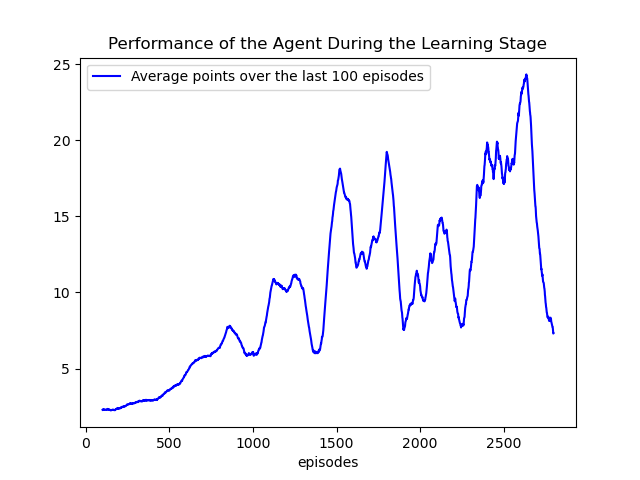 Performance of the Agent During the Learning Stage
Average points over the last 100 episodes
25
20
15
10
5
0 500 1000 1500 2000 2500
episodes